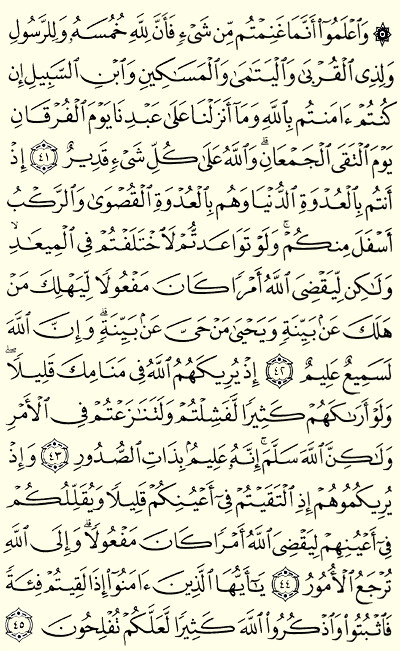 ۞ وَٱعۡلَمُوٓاْ أَنَّمَا غَنِمۡتُم مِّن شَيۡءٖ فَأَنَّ لِلَّهِ خُمُسَهُۥ وَلِلرَّسُولِ
وَلِذِي ٱلۡقُرۡبَىٰ وَٱلۡيَتَٰمَىٰ وَٱلۡمَسَٰكِينِ وَٱبۡنِ ٱلسَّبِيلِ إِن
كُنتُمۡ ءَامَنتُم بِٱللَّهِ وَمَآ أَنزَلۡنَا عَلَىٰ عَبۡدِنَا يَوۡمَ ٱلۡفُرۡقَانِ
يَوۡمَ ٱلۡتَقَى ٱلۡجَمۡعَانِۗ وَٱللَّهُ عَلَىٰ كُلِّ شَيۡءٖ قَدِيرٌ ٤١ إِذۡ
أَنتُم بِٱلۡعُدۡوَةِ ٱلدُّنۡيَا وَهُم بِٱلۡعُدۡوَةِ ٱلۡقُصۡوَىٰ وَٱلرَّكۡبُ
أَسۡفَلَ مِنكُمۡۚ وَلَوۡ تَوَاعَدتُّمۡ لَٱخۡتَلَفۡتُمۡ فِي ٱلۡمِيعَٰدِ
وَلَٰكِن لِّيَقۡضِيَ ٱللَّهُ أَمۡرٗا كَانَ مَفۡعُولٗا لِّيَهۡلِكَ مَنۡ
هَلَكَ عَنۢ بَيِّنَةٖ وَيَحۡيَىٰ مَنۡ حَيَّ عَنۢ بَيِّنَةٖۗ وَإِنَّ ٱللَّهَ
لَسَمِيعٌ عَلِيمٌ ٤٢ إِذۡ يُرِيكَهُمُ ٱللَّهُ فِي مَنَامِكَ قَلِيلٗاۖ
وَلَوۡ أَرَىٰكَهُمۡ كَثِيرٗا لَّفَشِلۡتُمۡ وَلَتَنَٰزَعۡتُمۡ فِي ٱلۡأَمۡرِ
وَلَٰكِنَّ ٱللَّهَ سَلَّمَۚ إِنَّهُۥ عَلِيمُۢ بِذَاتِ ٱلصُّدُورِ ٤٣ وَإِذۡ
يُرِيكُمُوهُمۡ إِذِ ٱلۡتَقَيۡتُمۡ فِيٓ أَعۡيُنِكُمۡ قَلِيلٗا وَيُقَلِّلُكُمۡ
فِيٓ أَعۡيُنِهِمۡ لِيَقۡضِيَ ٱللَّهُ أَمۡرٗا كَانَ مَفۡعُولٗاۗ وَإِلَى ٱللَّهِ
تُرۡجَعُ ٱلۡأُمُورُ ٤٤ يَٰٓأَيُّهَا ٱلَّذِينَ ءَامَنُوٓاْ إِذَا لَقِيتُمۡ فِئَةٗ
فَٱثۡبُتُواْ وَٱذۡكُرُواْ ٱللَّهَ كَثِيرٗا لَّعَلَّكُمۡ تُفۡلِحُونَ ٤٥